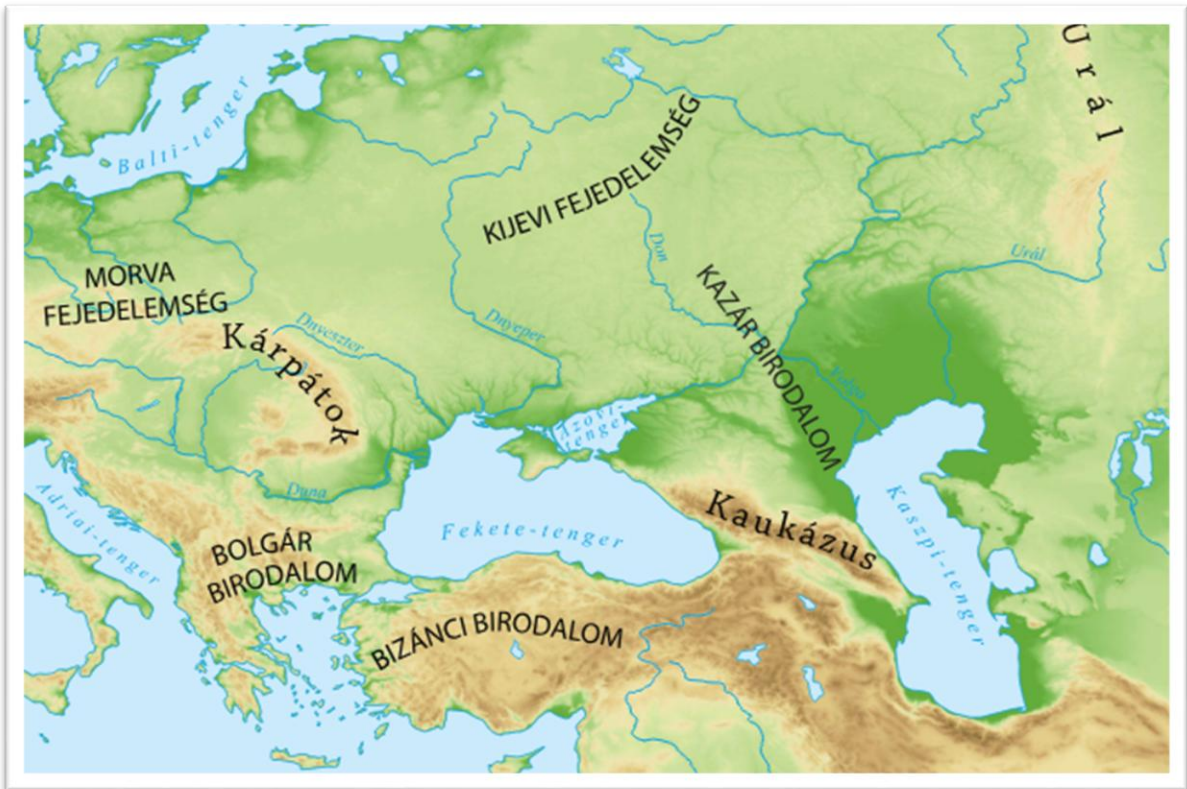 Urál
Balti-tenger
KIJEVI FEJEDELEMSÉG
Don
Urál
MORVA
FEJEDELEMSÉG
KAZÁR BIRODALOM
Kárpátok
Dnyeszter
Dnyeper
Volga
Azovi-
tenger
Duna
Adriai-tenger
Fekete-tenger
Kaukázus
Kaszpi-tenger
BOLGÁR
BIRODALOM
BIZÁNCI BIRODALOM